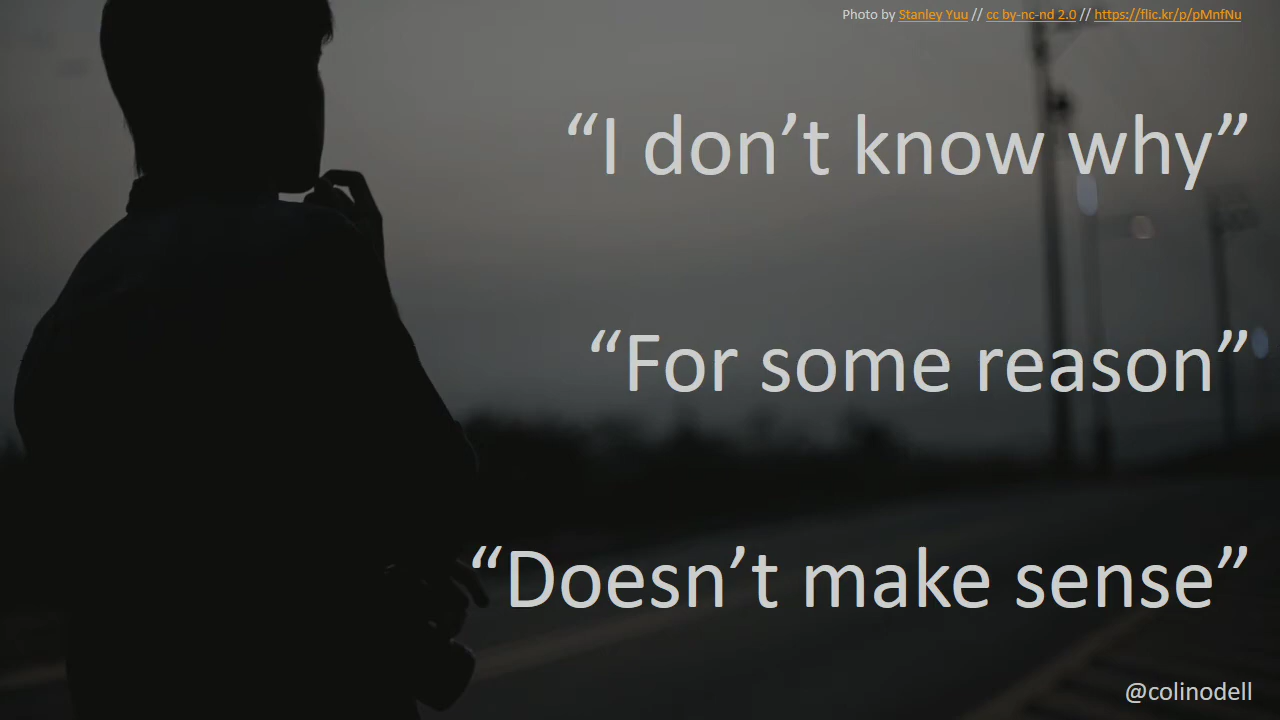 Photo by Stanley Yuu // cc by-nc-nd 2.0 // https://flic.kr/p/pMnfNu
“I don’t know why”
“For some reason”
“Doesn’t make sense”
@colinodell